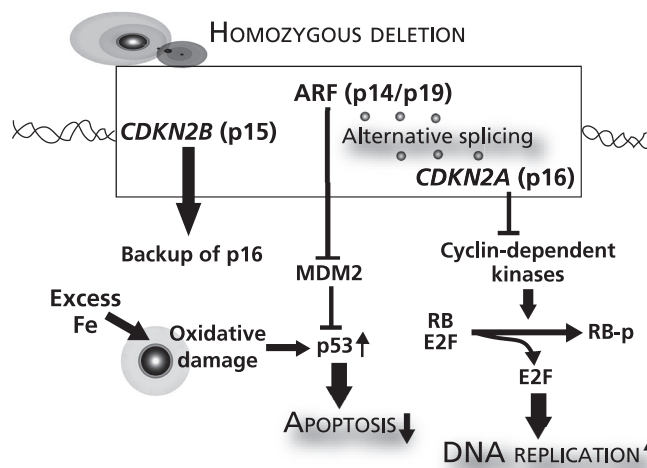 HOMOZYGOUS DELETION
ARF (p14/p19)
CDKN2B (p15)
Alternative splicing
CDKN2A (p16)
Backup of p16
MDM2
Cyclin-dependent
kinases
Excess
Fe
Oxidative
damage
p53
RB
E2F
RB-p
E2F
APOPTOSIS
DNA REPLICATION